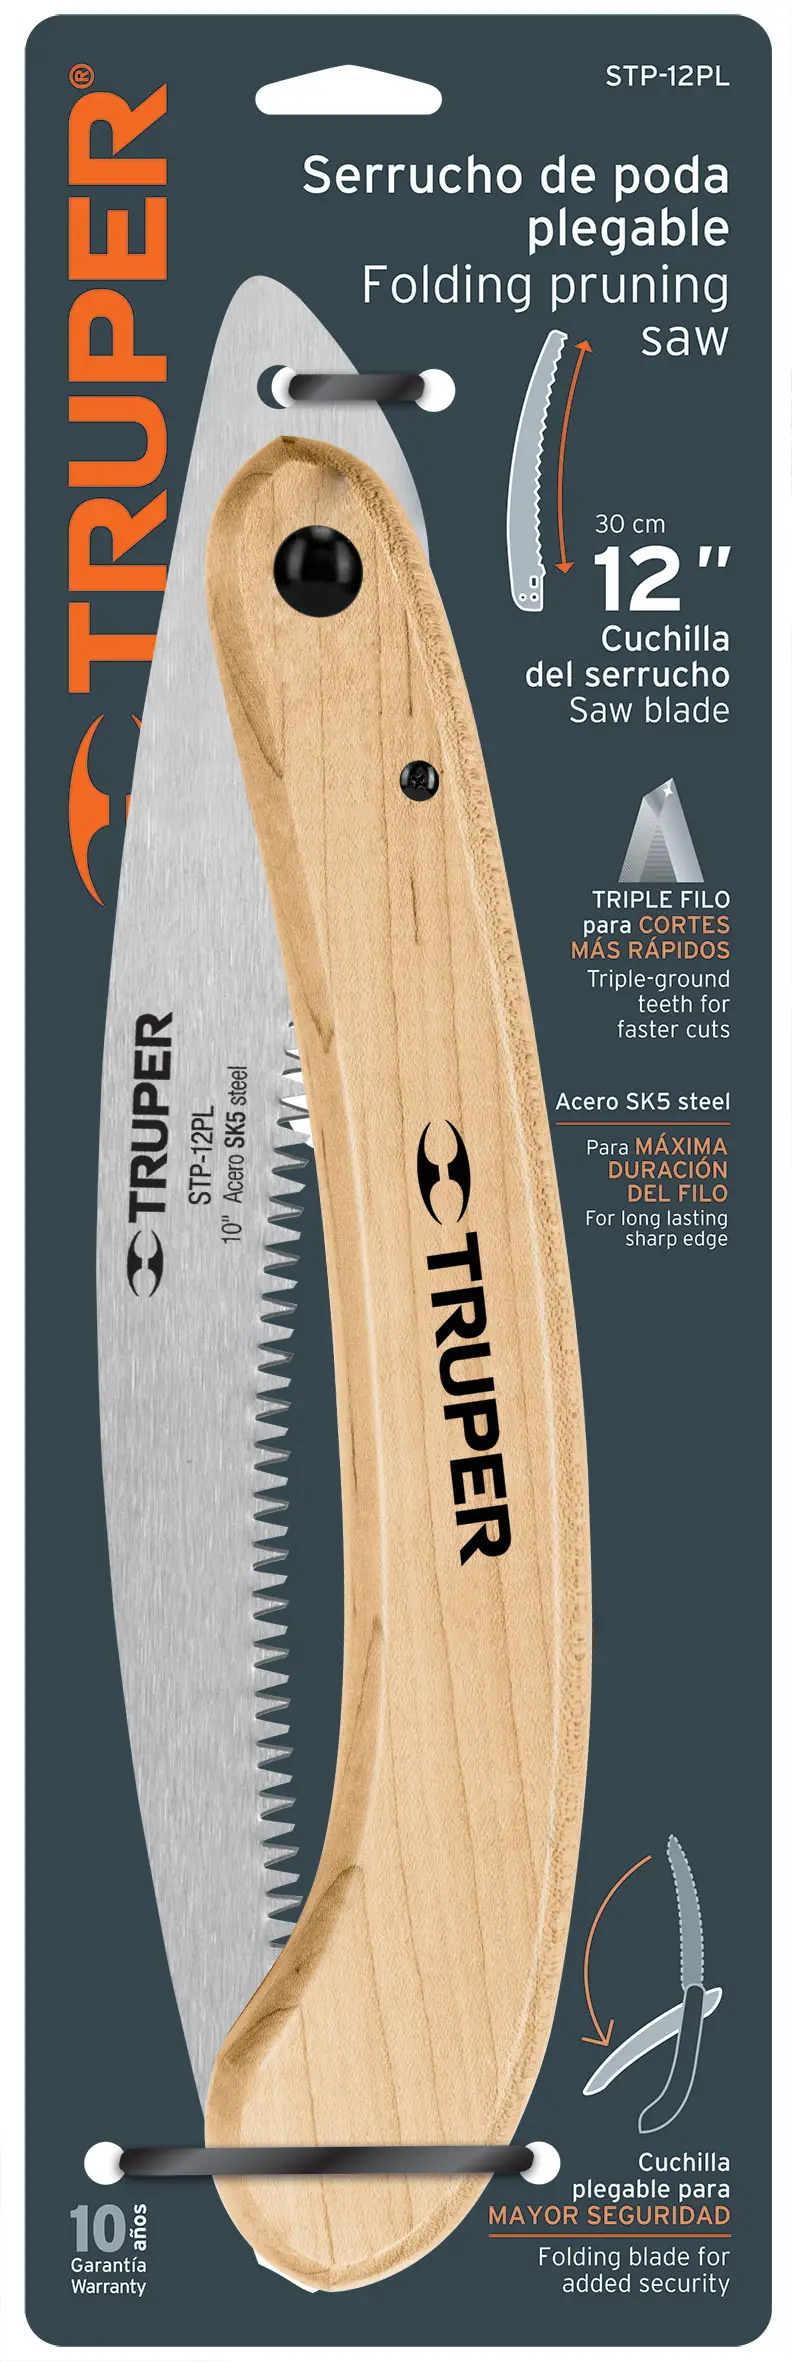 STP-12PL
TRUPER®
Serrucho de poda
plegable
Folding pruning
saw
30 cm
12"
Cuchilla
del serrucho
Saw blade
TRIPLE FILO
para CORTES
MÁS RÁPIDOS
Triple-ground
teeth for
faster cuts
Acero SK5 steel
Para MÁXIMA
DURACIÓN
DEL FILO
For long lasting
sharp edge
TRUPER
STP-12PL
10" Acero SK5 steel
TRUPER
Cuchilla
plegable para
MAYOR SEGURIDAD
Folding blade for
added security
10 años
Garantía
Warranty